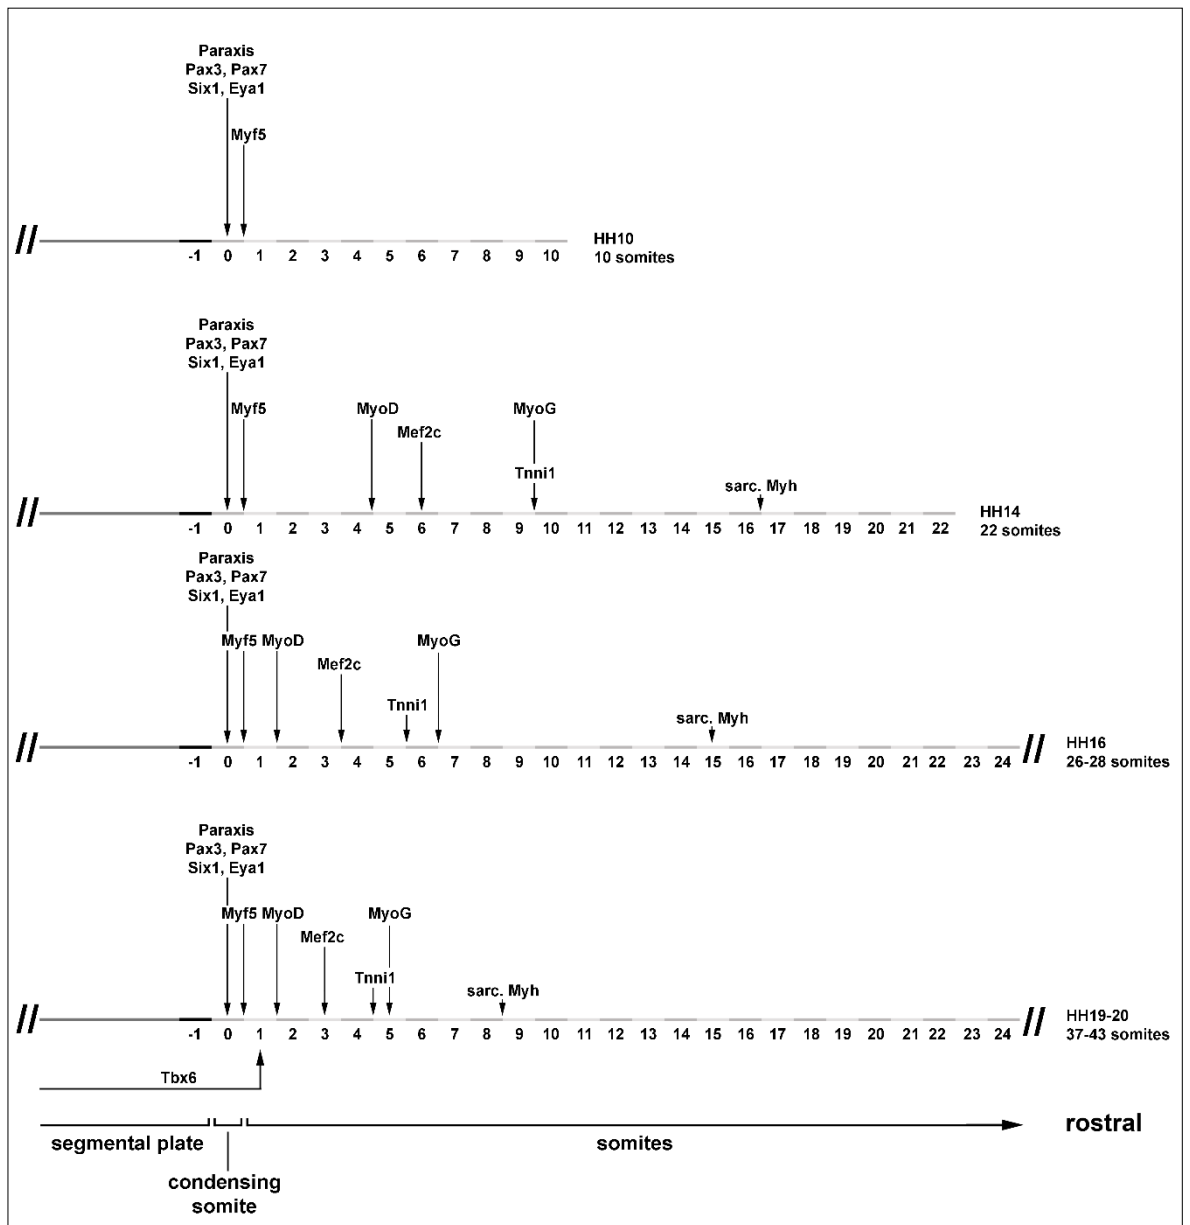 Paraxis
Pax3, Pax7
Six1, Eya1
Myf5
-1 0 1 2 3 4 5 6 7 8 9 10
HH10
10 somites
Paraxis
Pax3, Pax7
Six1, Eya1
Myf5 MyoD MyoG
Mef2c
Tnni1
sarc. Myh
-1 0 1 2 3 4 5 6 7 8 9 10 11 12 13 14 15 16 17 18 19 20 21 22
HH14
22 somites
Paraxis
Pax3, Pax7
Six1, Eya1
Myf5 MyoD MyoG
Mef2c
Tnni1
sarc. Myh
-1 0 1 2 3 4 5 6 7 8 9 10 11 12 13 14 15 16 17 18 19 20 21 22 23 24
HH16
26-28 somites
Paraxis
Pax3, Pax7
Six1, Eya1
Myf5 MyoD MyoG
Mef2c
Tnni1
sarc. Myh
-1 0 1 2 3 4 5 6 7 8 9 10 11 12 13 14 15 16 17 18 19 20 21 22 23 24
HH19-20
37-43 somites
Tbx6
segmental plate
somites
rostral
condensing
somite